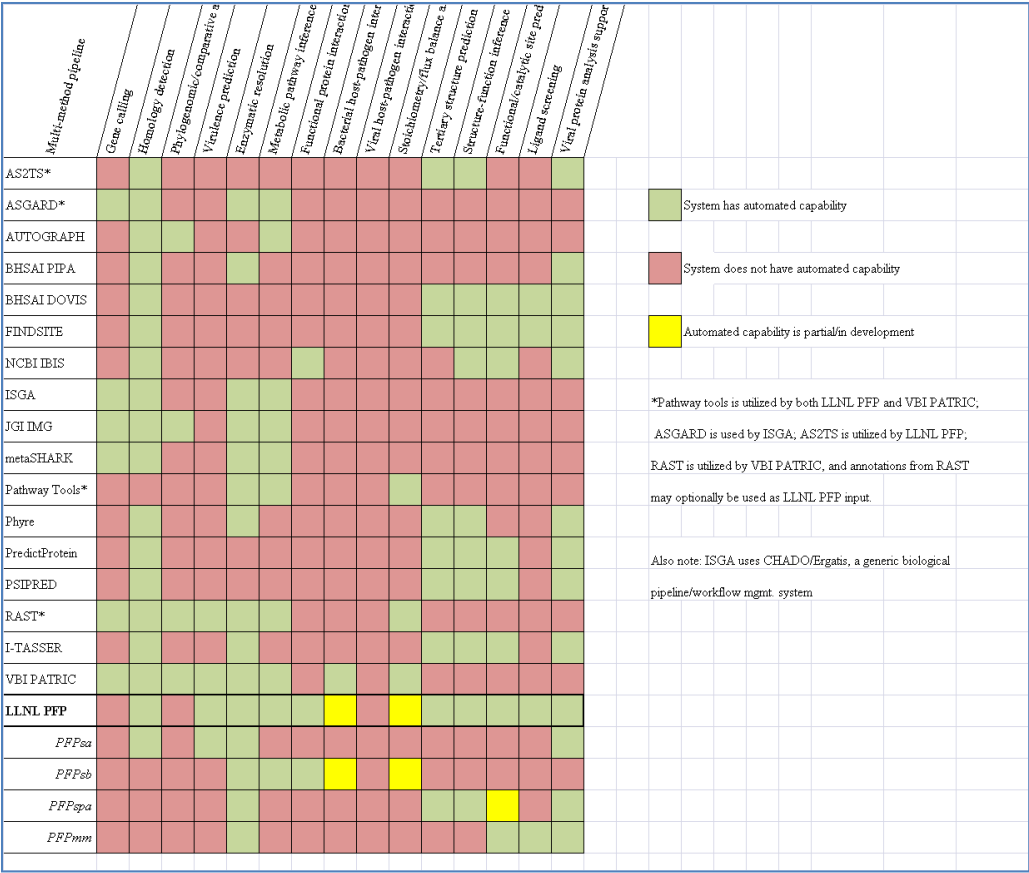 Multi-method pipeline
Gene calling
Homology detection
Phylogenomic/comparative a
Virulence prediction
Enzymatic resolution
Metabolic pathway inference
Functional protein interaction
Bacterial host-pathogen inter
Viral host-pathogen interactio
Stoichiometry/flux balance a
Tertiary structure prediction
Structure-function inference
Functional/catalytic site pred
Ligand screening
Viral protein analysis suppor
AS2TS*
ASGARD*
System has automated capability
AUTOGRAPH
BHSAI PIPA
System does not have automated capability
BHSAI DOVIS
FINDSITE
Automated capability is partial/in development
NCBI IBIS
ISGA
*Pathway tools is utilized by both LLNL PFP and VBI PATRIC;
JGI IMG
ASGARD is used by ISGA; AS2TS is utilized by LLNL PFP;
metaSHARK
RAST is utilized by VBI PATRIC, and annotations from RAST
Pathway Tools*
may optionally be used as LLNL PFP input.
Phyre
PredictProtein
Also note: ISGA uses CHADO/Ergatis, a generic biological
PSIPRED
pipeline/workflow mgmt. system
RAST*
I-TASSER
VBI PATRIC
LLNL PFP
PFPsa
PFPsb
PFPspa
PFPmm